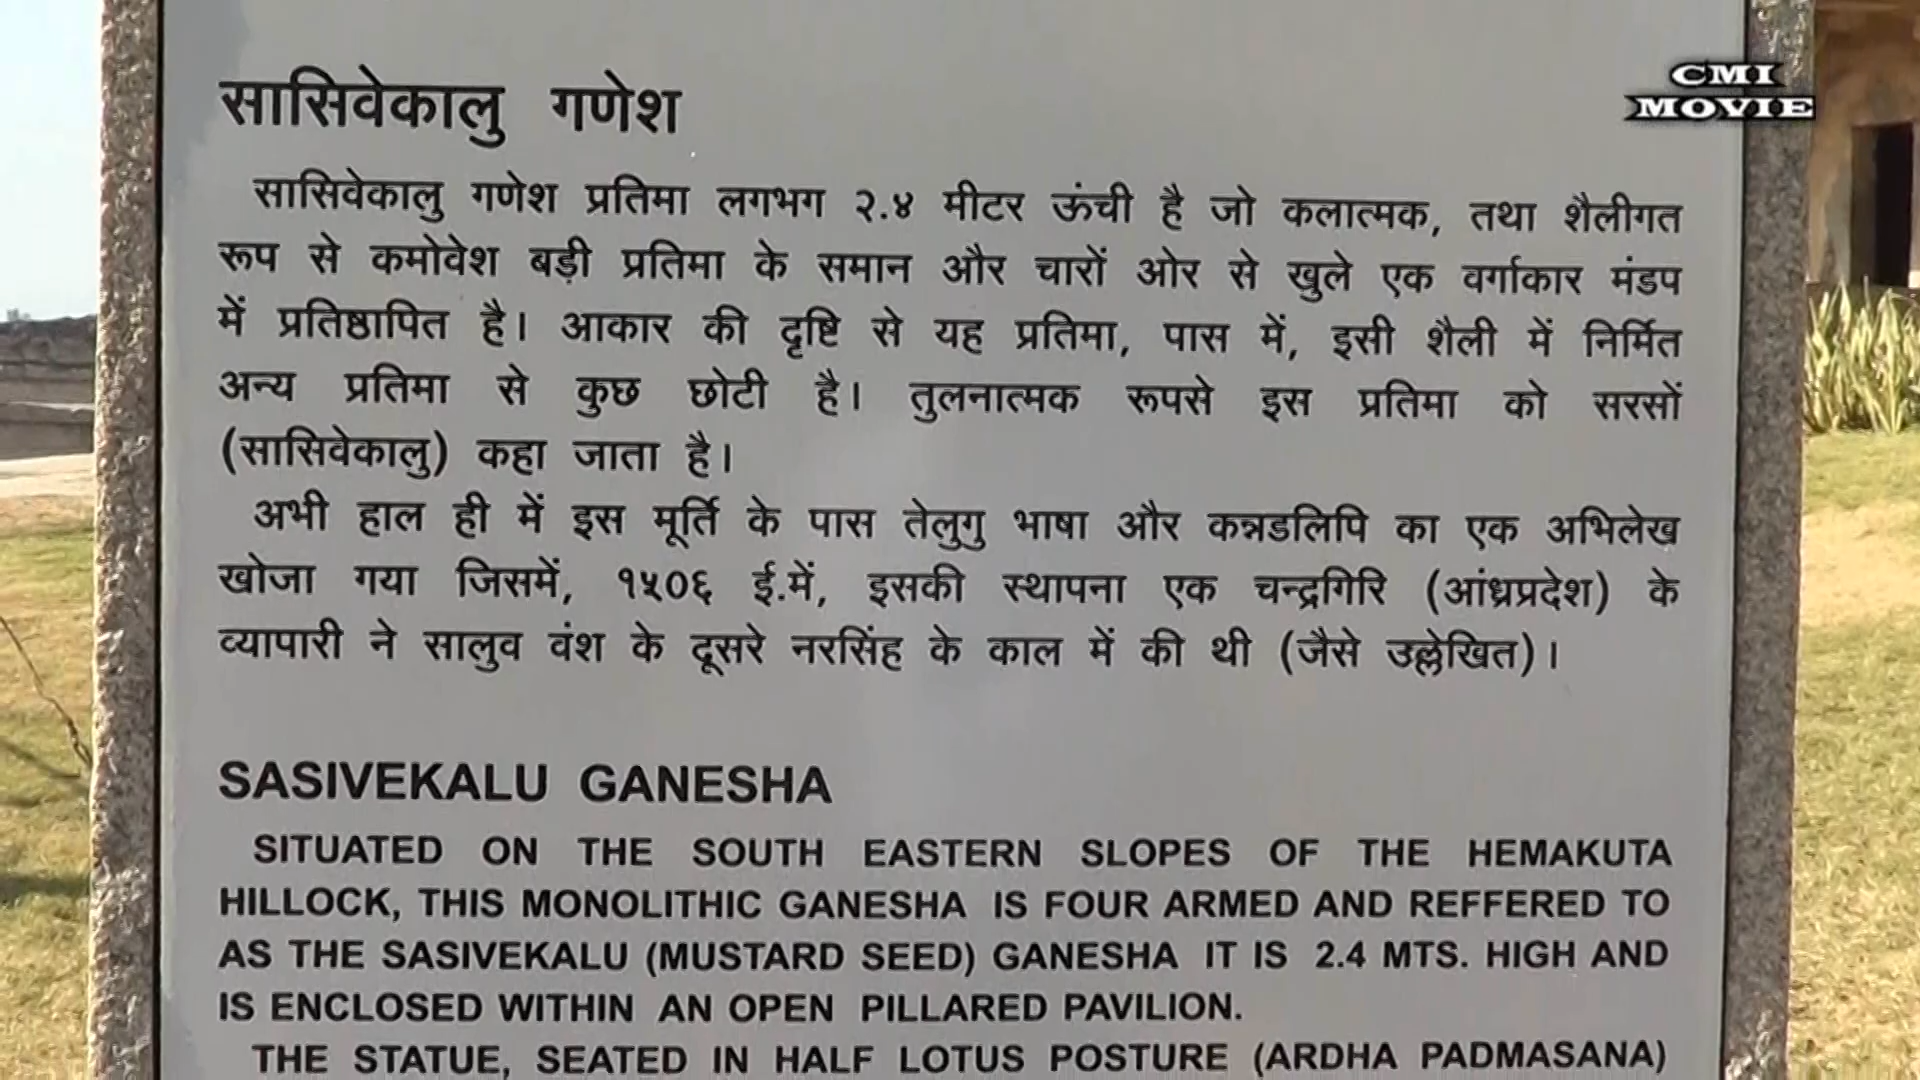 CMI
MOVIE
सासिवेकालु गणेश
सासिवेकालु गणेश प्रतिमा लगभग २.४ मीटर ऊंची है जो कलात्मक, तथा शैलीगत
रूप से कमोवेश बड़ी प्रतिमा के समान और चारों ओर से खुले एक वर्गाकार मंडप
में प्रतिष्ठापित है। आकार की दृष्टि से यह प्रतिमा, पास में, इसी शैली में निर्मित
अन्य प्रतिमा से कुछ छोटी है। तुलनात्मक रूपसे इस प्रतिमा को सरसों
(सासिवेकालु) कहा जाता है।
अभी हाल ही में इस मूर्ति के पास तेलुगु भाषा और कन्नडलिपि का एक अभिलेख
खोजा गया जिसमें, १५०६ ई.में, इसकी स्थापना एक चन्द्रगिरि (आंध्रप्रदेश) के
व्यापारी ने सालुव वंश के दूसरे नरसिंह के काल में की थी (जैसे उल्लेखित)।
SASIVEKALU GANESHA
SITUATED ON THE SOUTH EASTERN SLOPES OF THE HEMAKUTA
HILLOCK, THIS MONOLITHIC GANESHA IS FOUR ARMED AND REFFERED TO
AS THE SASIVEKALU (MUSTARD SEED) GANESHA IT IS 2.4 MTS. HIGH AND
IS ENCLOSED WITHIN AN OPEN PILLARED PAVILION.
THE STATUE, SEATED IN HALF LOTUS POSTURE (ARDHA PADMASANA)